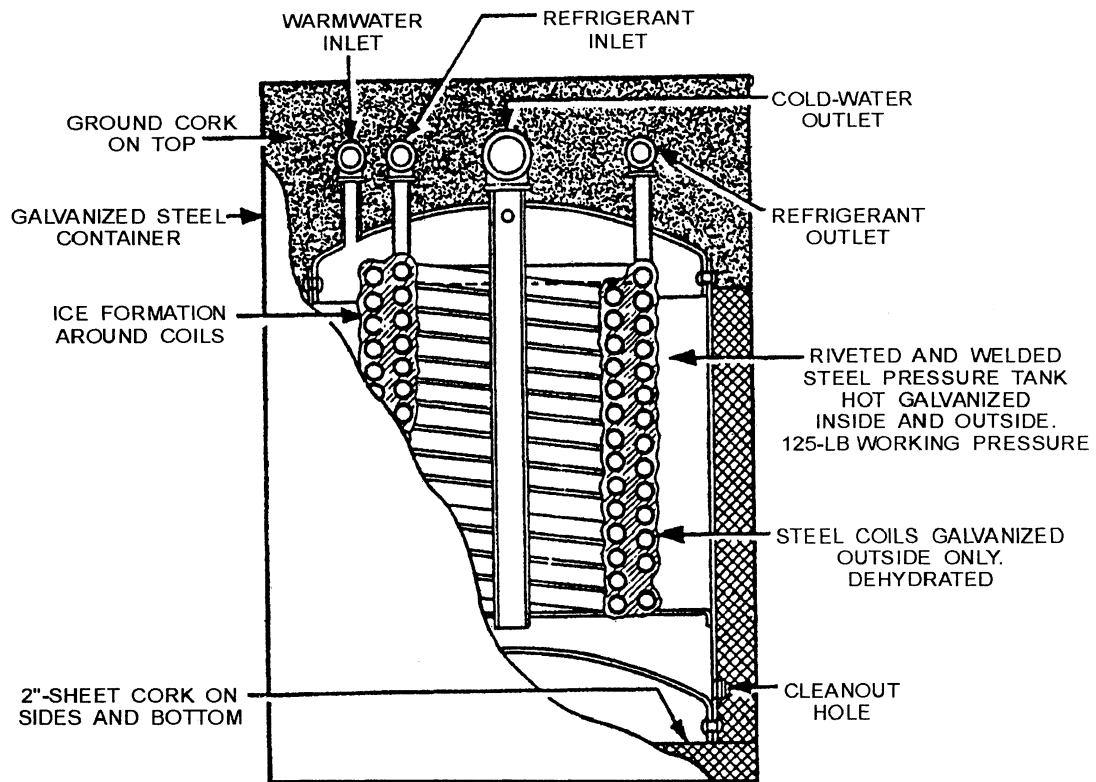 WARMWATER
INLET
REFRIGERANT
INLET
GROUND CORK
ON TOP
COLD-WATER
OUTLET
GALVANIZED STEEL
CONTAINER
REFRIGERANT
OUTLET
ICE FORMATION
AROUND COILS
RIVETED AND WELDED
STEEL PRESSURE TANK
HOT GALVANIZED
INSIDE AND OUTSIDE.
125-LB WORKING PRESSURE
STEEL COILS GALVANIZED
OUTSIDE ONLY.
DEHYDRATED
2"-SHEET CORK ON
SIDES AND BOTTOM
CLEANOUT
HOLE